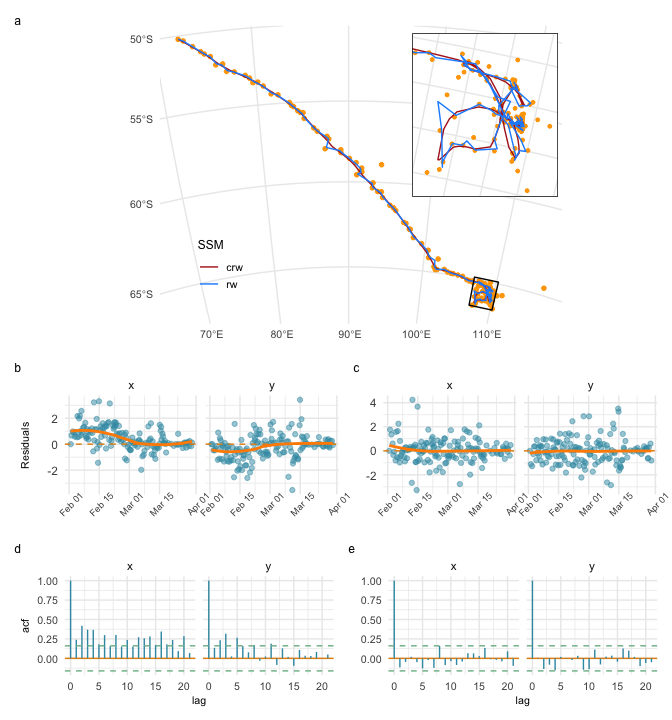 a
50°S
55°S
60°S
65°S
SSM
crw
rw
70°E 80°E 90°E 100°E 110°E
b c
x y x y
Residuals
2
0
-2
4
2
0
-2
Feb 01 Feb 15 Mar 01 Mar 15 Apr 01 Feb 01 Feb 15 Mar 01 Mar 15 Apr 01 Feb 01 Feb 15 Mar 01 Mar 15 Apr 01 Feb 01 Feb 15 Mar 01 Mar 15 Apr 01
d e
x y x y
acf
1.00 1.00
0.75 0.75
0.50 0.50
0.25 0.25
0.00 0.00
0 5 10 15 20 0 5 10 15 20 0 5 10 15 20 0 5 10 15 20
lag lag